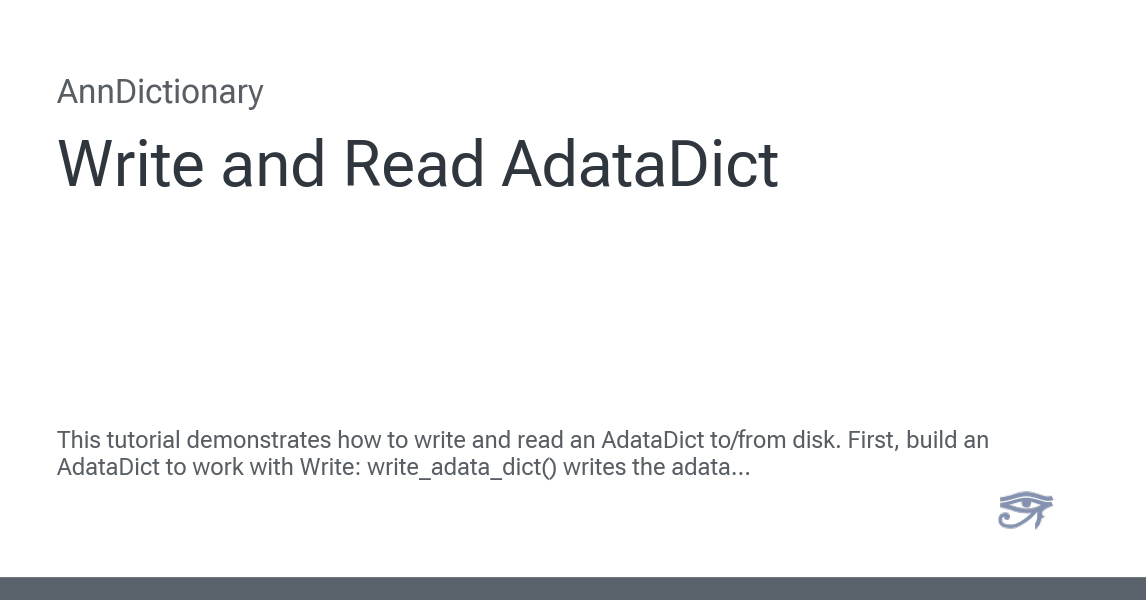 AnnDictionary
Write and Read AdataDict
This tutorial demonstrates how to write and read an AdataDict to/from disk. First, build an
AdataDict to work with Write: write_adata_dict() writes the adata...